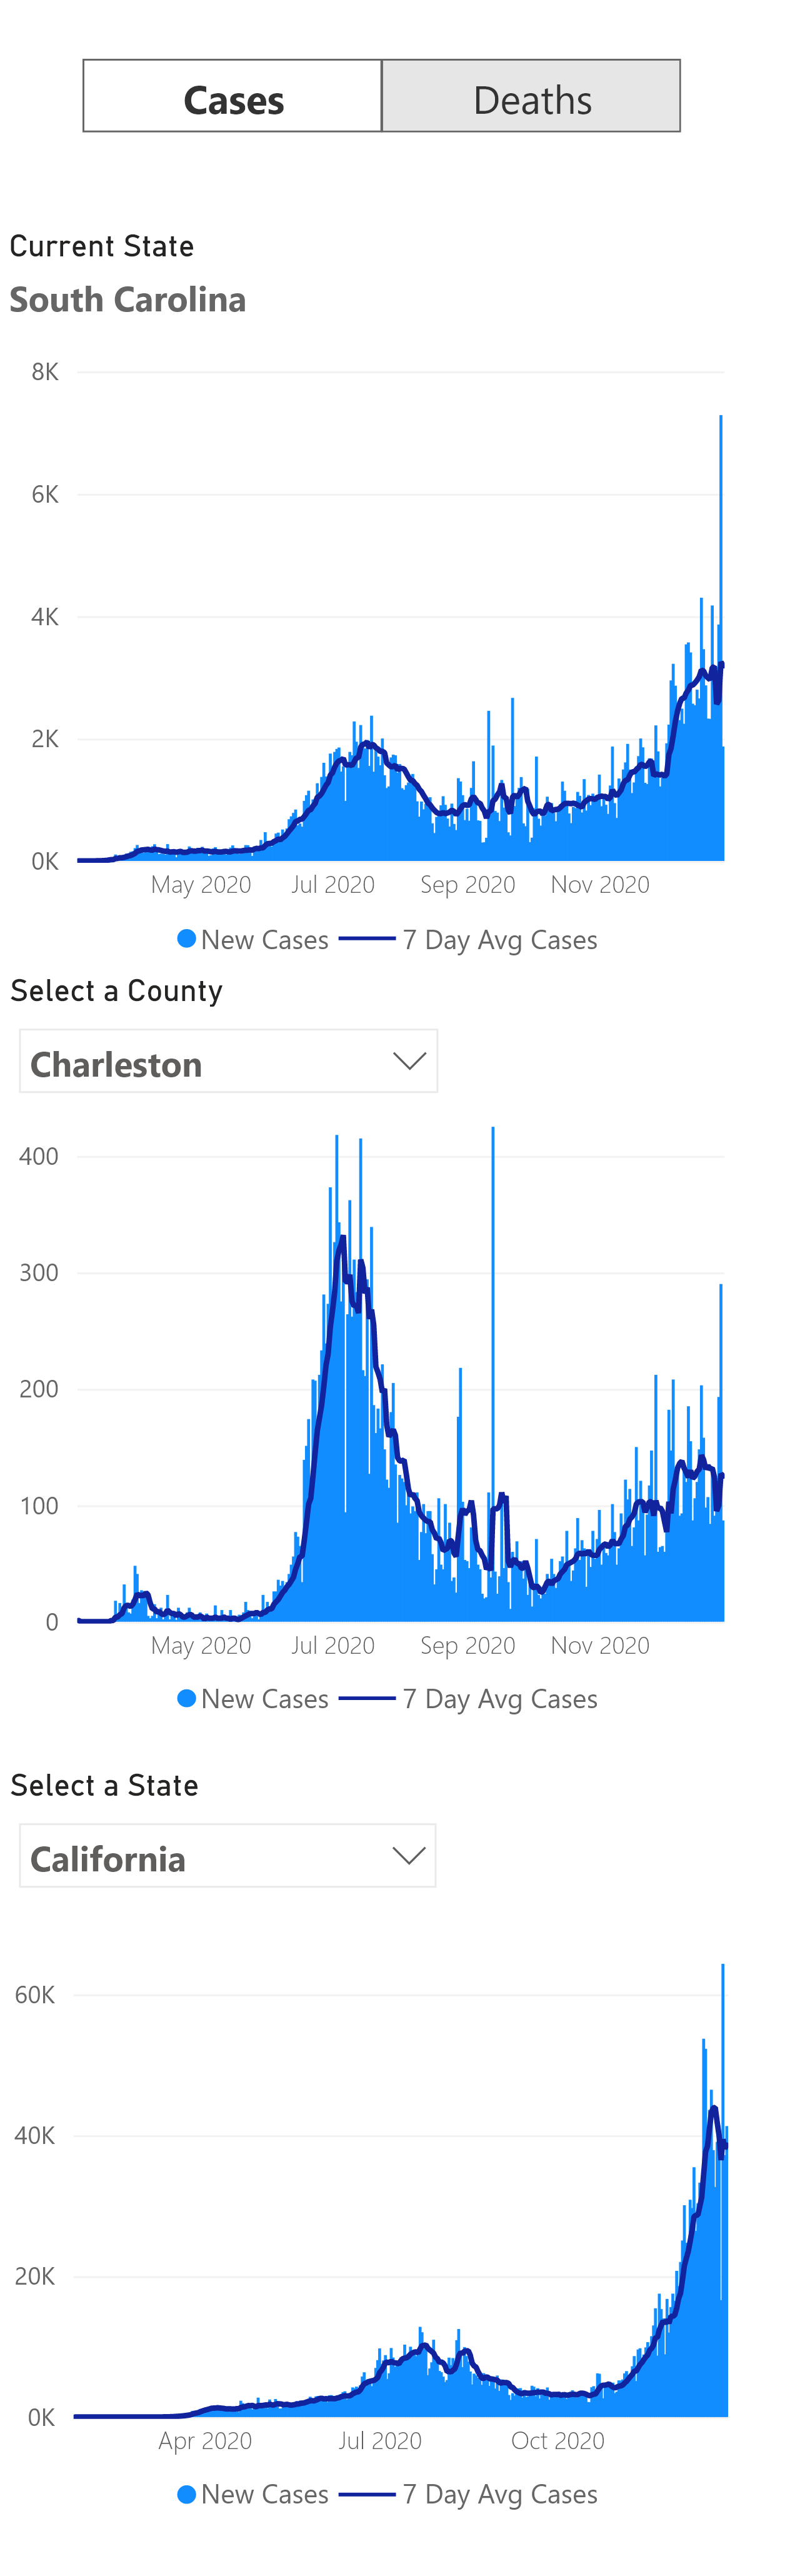 Cases Deaths
Current State
South Carolina
8K
6K
4K
2K
0K
May 2020 Jul 2020 Sep 2020 Nov 2020
New Cases 7 Day Avg Cases
Select a County
Charleston
400
300
200
100
0
May 2020 Jul 2020 Sep 2020 Nov 2020
New Cases 7 Day Avg Cases
Select a State
California
60K
40K
20K
0K
Apr 2020 Jul 2020 Oct 2020
New Cases 7 Day Avg Cases